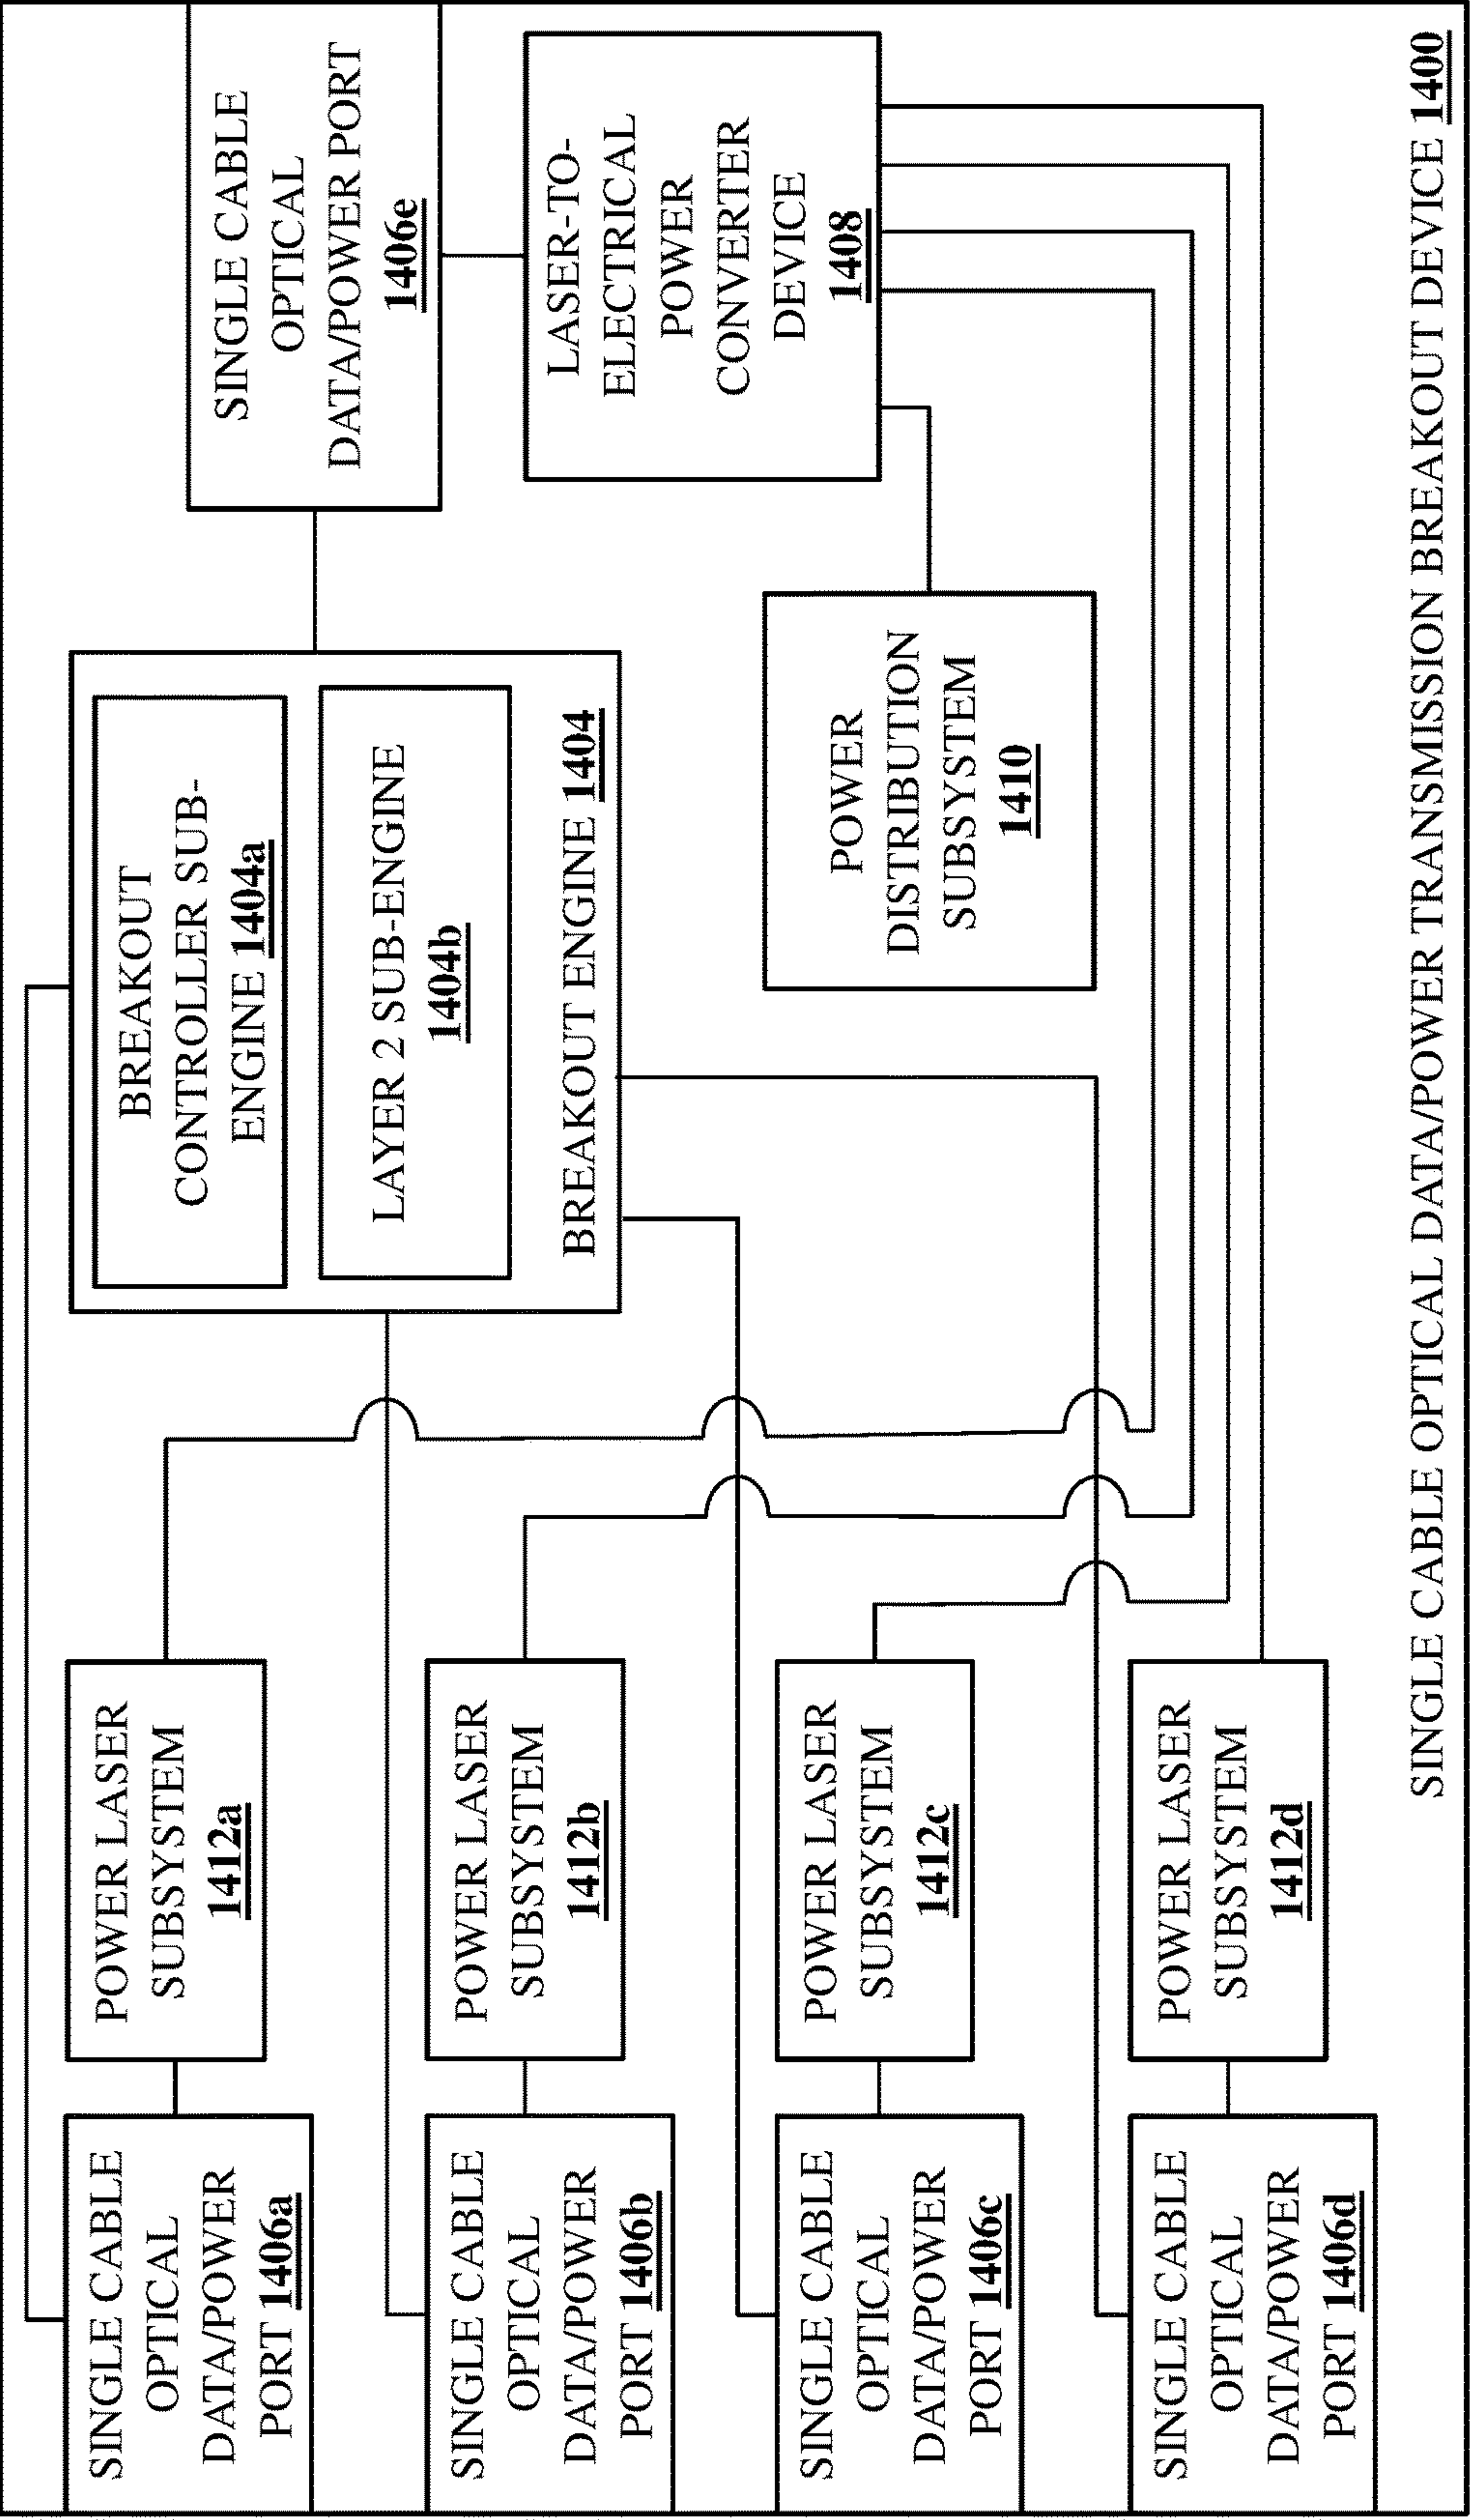 SINGLE CABLE
OPTICAL
DATA/POWER
PORT 1406a
POWER LASER
SUBSYSTEM
1412a
BREAKOUT
CONTROLLER SUB-
ENGINE 1404a
LAYER 2 SUB-ENGINE
1404b
BREAKOUT ENGINE 1404
SINGLE CABLE
OPTICAL
DATA/POWER PORT
1406e
SINGLE CABLE
OPTICAL
DATA/POWER
PORT 1406b
POWER LASER
SUBSYSTEM
1412b
LASER-TO-
ELECTRICAL
POWER
CONVERTER
DEVICE
1408
SINGLE CABLE
OPTICAL
DATA/POWER
PORT 1406c
POWER LASER
SUBSYSTEM
1412c
POWER
DISTRIBUTION
SUBSYSTEM
1410
SINGLE CABLE
OPTICAL
DATA/POWER
PORT 1406d
POWER LASER
SUBSYSTEM
1412d
SINGLE CABLE OPTICAL DATA/POWER TRANSMISSION BREAKOUT DEVICE 1400